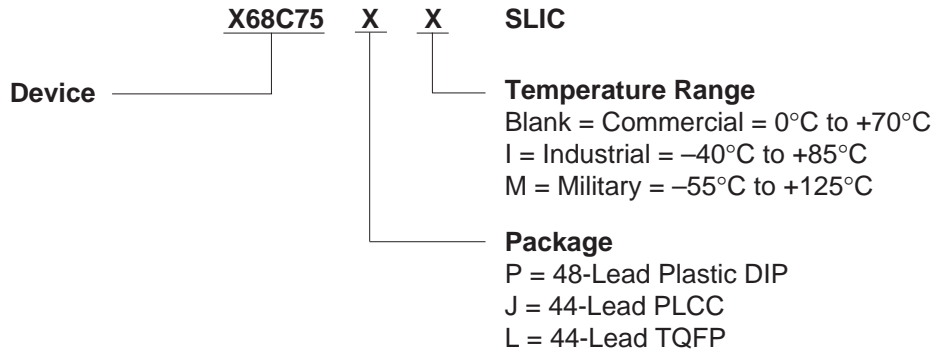 X68C75 X X SLIC
Device
Temperature Range
Blank = Commercial = 0°C to +70°C
I = Industrial = –40°C to +85°C
M = Military = –55°C to +125°C
Package
P = 48-Lead Plastic DIP
J = 44-Lead PLCC
L = 44-Lead TQFP